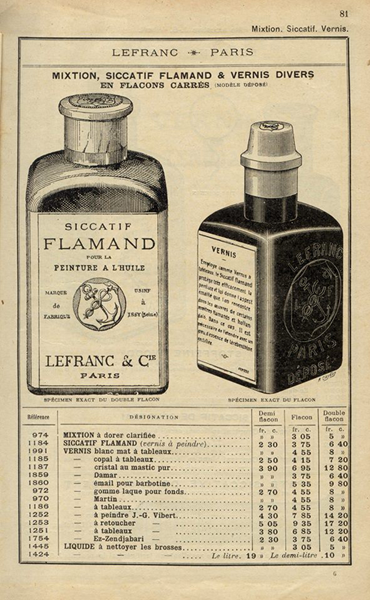 81
Mixtion, Siccatif, Vernis.
LEFRANC PARIS
MIXTION, SICCATIF FLAMAND & VERNIS DIVERS
EN FLACONS CARRÉS (MODÈLE DÉPOSÉ)
SICCATIF
FLAMAND
POUR LA
PEINTURE A L'HUILE
MARQUE
de
FABRIQUE
USINE
à
ISSY (Seine)
LEFRANC & CIE
PARIS
SPÉCIMEN EXACT DU DOUBLE FLACON
VERNIS
LEFRANC
PARIS
DÉPOSÉ
SPÉCIMEN EXACT DU FLACON
Référence DÉSIGNATION Demi flacon Flacon Double flacon
fr. c. fr. c. fr. c.
974 MIXTION à dorer clarifiée » » 3 05 5 »
1184 SICCATIF FLAMAND (vernis à peindre). 2 30 3 75 6 40
1991 VERNIS blanc mat à tableaux » » 4 55 8 »
1185 — copal à tableaux 2 50 4 15 7 20
1187 — cristal au mastic pur 3 90 6 95 12 80
1859 — Damar » » 3 75 6 40
1860 — émail pour barbotine » » 5 35 9 80
972 — gomme laque pour fonds 2 70 4 55 8 »
970 — Martin » » 4 55 8 »
1186 — à tableaux 2 70 4 55 8 »
1252 — à peindre J.-G. Vibert 4 30 7 85 14 20
1253 — à retoucher — 5 05 9 35 17 20
1251 — à tableaux — 3 80 6 85 12 20
1754 — Ez-Zendjabari — 2 30 3 75 6 40
1445 LIQUIDE à nettoyer les brosses » » 3 05 5 »
1424 — — — Le litre. 19 » Le demi-litre. 10 »